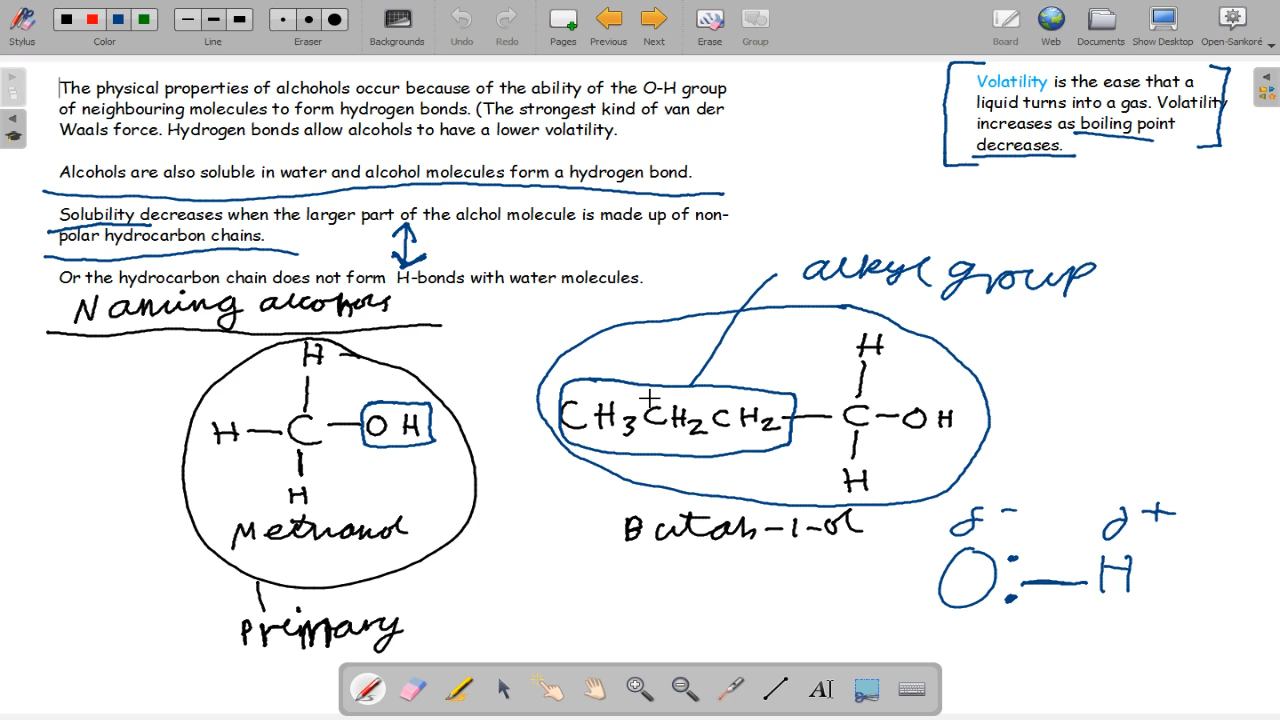 Stylus
Color
Line
Eraser
Backgrounds
Undo
Redo
Pages
Previous
Next
Erase
Group
Board
Web
Documents
Show Desktop
Open-Sankoré
The physical properties of alchohols occur because of the ability of the O-H group
of neighbouring molecules to form hydrogen bonds. (The strongest kind of van der
Waals force. Hydrogen bonds allow alcohols to have a lower volatility.
Volatility is the ease that a
liquid turns into a gas. Volatility
increases as boiling point
decreases.
Alcohols are also soluble in water and alcohol molecules form a hydrogen bond.
Solubility decreases when the larger part of the alchol molecule is made up of non-
polar hydrocarbon chains.
Or the hydrocarbon chain does not form H-bonds with water molecules.
Naming alcohols
alkyl group
H
H - C - OH
H
Methanol
Primary
H
CH3CH2CH2 - C - OH
H
Butan-1-ol
δ- δ+
O: - H